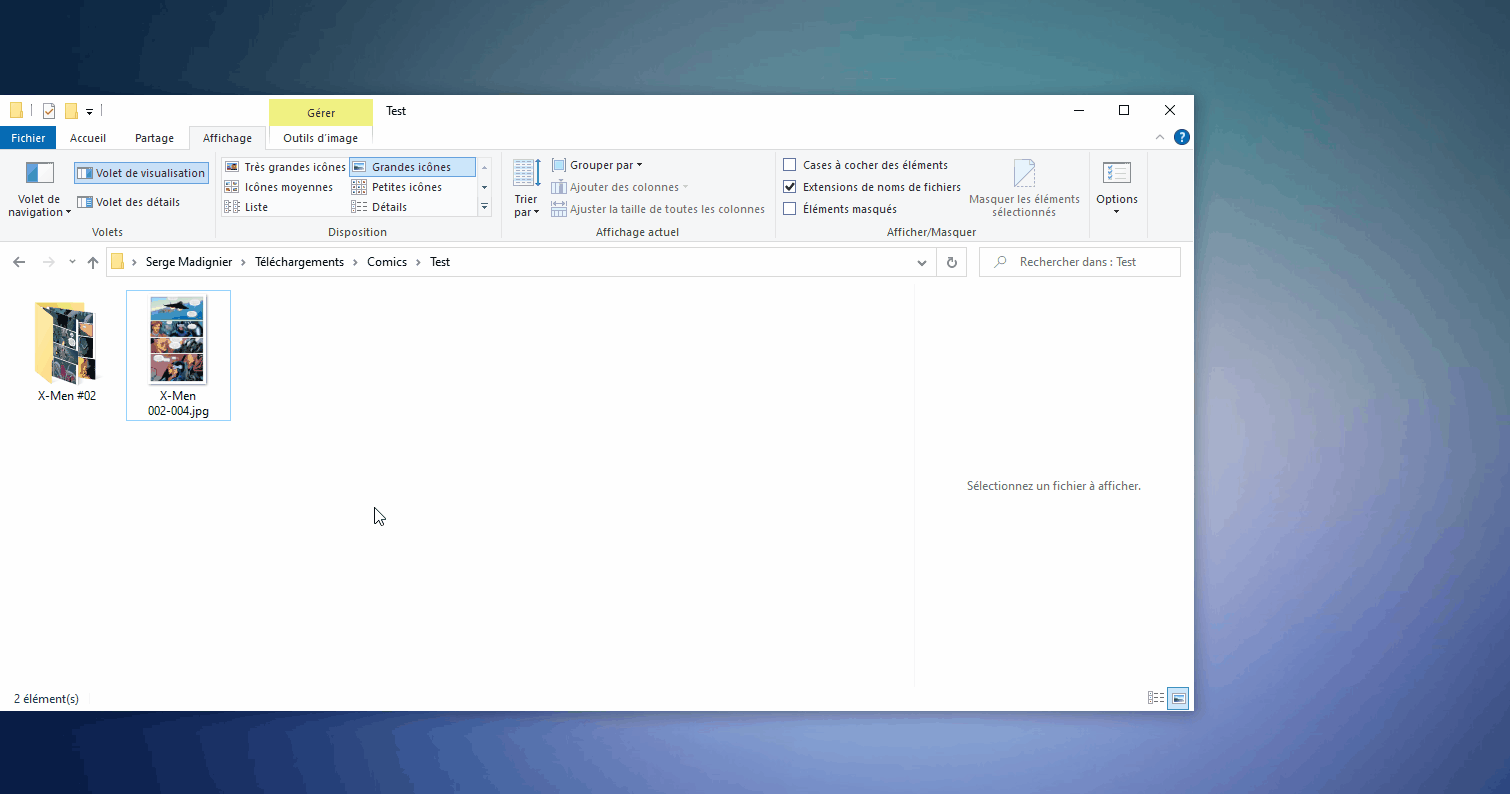 Gérer
Test
Fichier
Accueil
Partage
Affichage
Outils d'image
Volet de navigation
Volet de visualisation
Volet des détails
Volets
Très grandes icônes
Grandes icônes
Icônes moyennes
Petites icônes
Liste
Détails
Disposition
Trier par
Grouper par
Ajouter des colonnes
Ajuster la taille de toutes les colonnes
Affichage actuel
Cases à cocher des éléments
Extensions de noms de fichiers
Éléments masqués
Masquer les éléments sélectionnés
Afficher/Masquer
Options
Serge Madignier > Téléchargements > Comics > Test
Rechercher dans : Test
X-Men #02
X-Men
002-004.jpg
Sélectionnez un fichier à afficher.
2 élément(s)